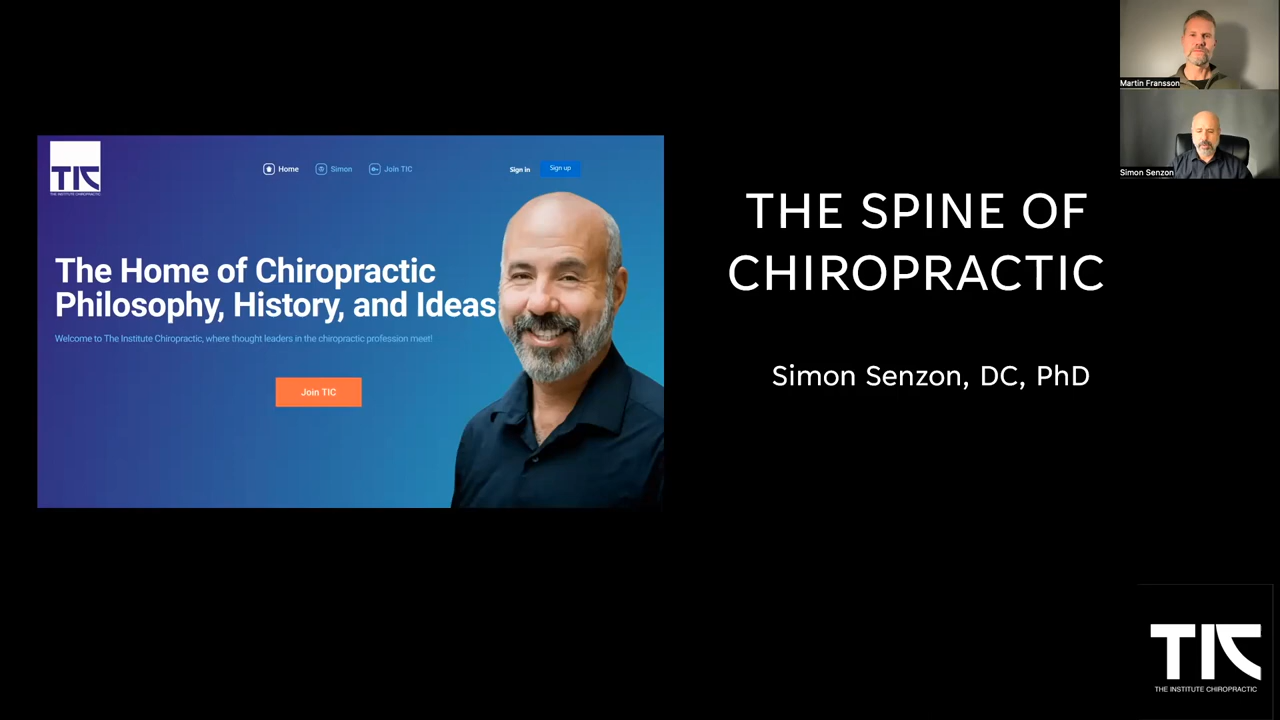 Martin Fransson
Simon Senzon
TIC
THE INSTITUTE CHIROPRACTIC
Home
Simon
Join TIC
Sign in
Sign up
The Home of Chiropractic
Philosophy, History, and Ideas
Welcome to The Institute Chiropractic, where thought leaders in the chiropractic profession meet!
Join TIC
THE SPINE OF
CHIROPRACTIC
Simon Senzon, DC, PhD
TIC
THE INSTITUTE CHIROPRACTIC